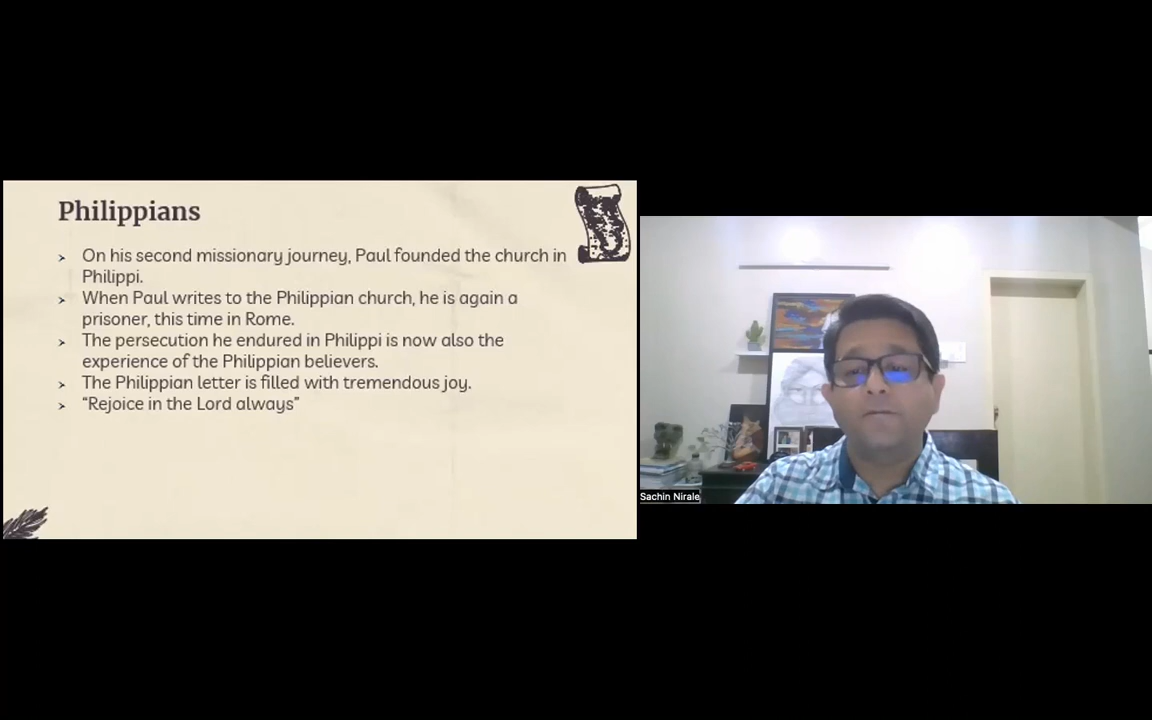 Philippians
➢ On his second missionary journey, Paul founded the church in
Philippi.
➢ When Paul writes to the Philippian church, he is again a
prisoner, this time in Rome.
➢ The persecution he endured in Philippi is now also the
experience of the Philippian believers.
➢ The Philippian letter is filled with tremendous joy.
➢ “Rejoice in the Lord always”
Sachin Nirale